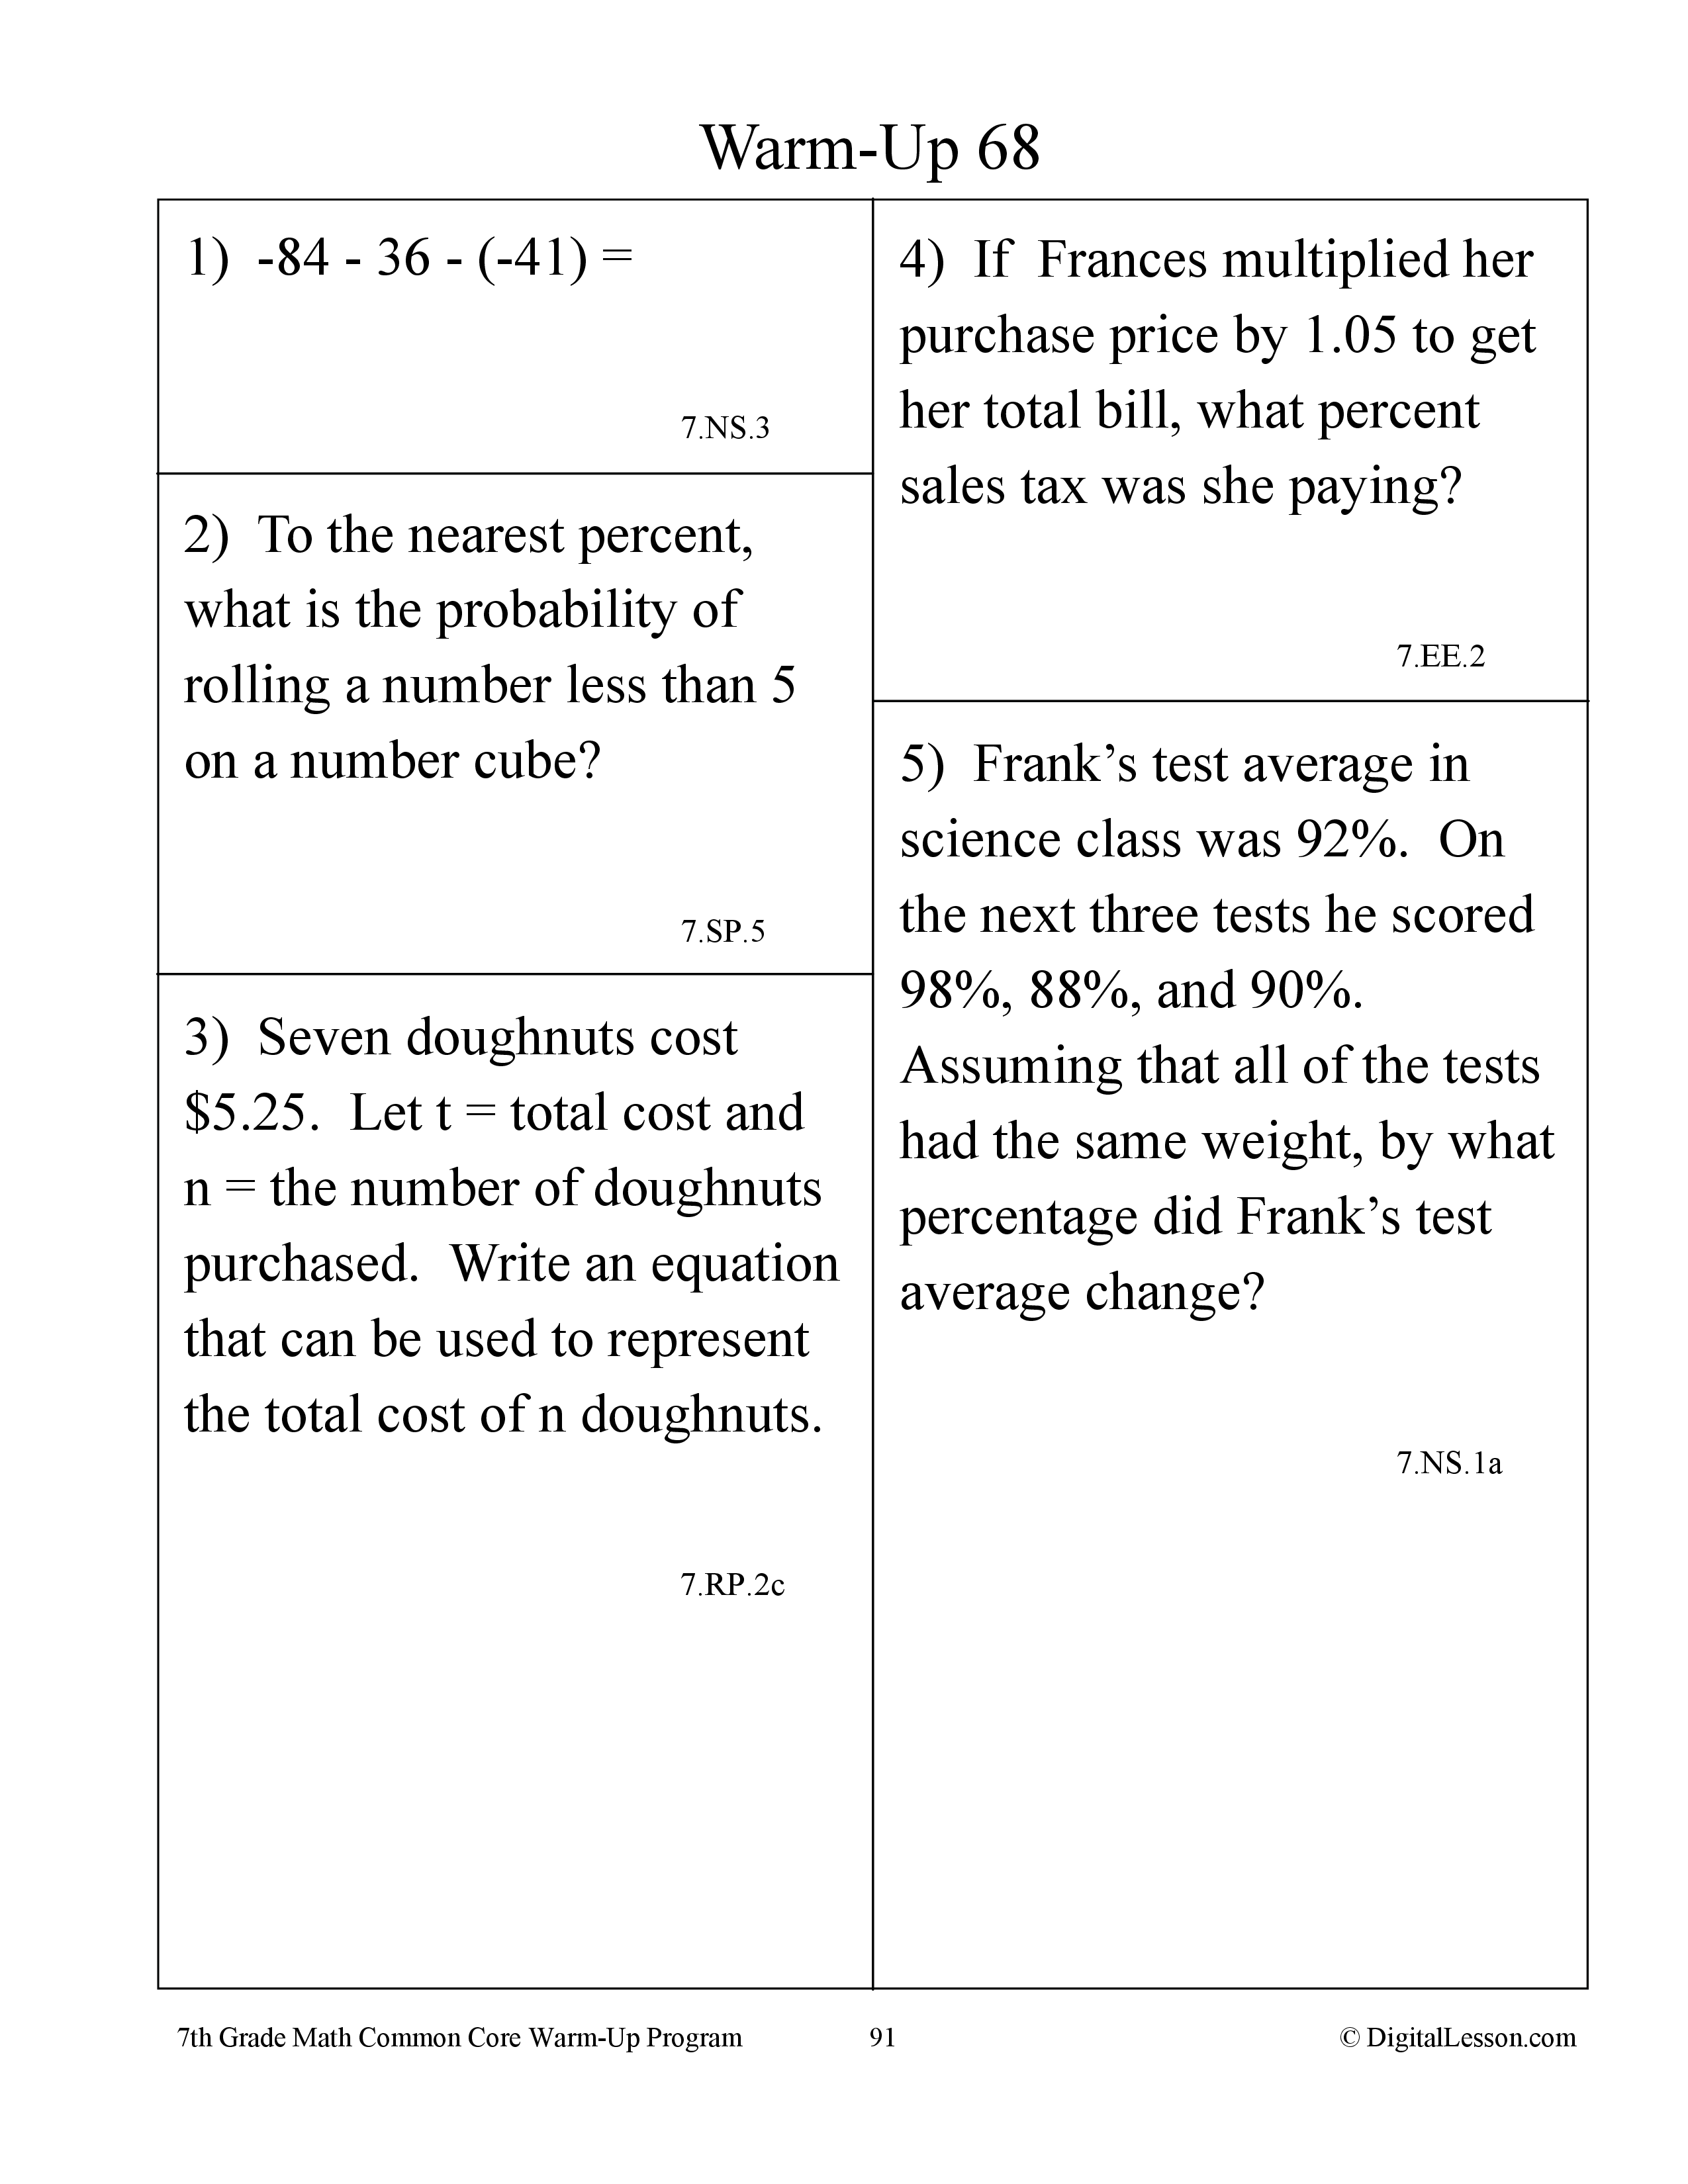 Warm-Up 68
1)  -84 - 36 - (-41) =
7.NS.3
2)  To the nearest percent,
what is the probability of
rolling a number less than 5
on a number cube?
7.SP.5
3)  Seven doughnuts cost
$5.25.  Let t = total cost and
n = the number of doughnuts
purchased.  Write an equation
that can be used to represent
the total cost of n doughnuts.
7.RP.2c
4)  If  Frances multiplied her
purchase price by 1.05 to get
her total bill, what percent
sales tax was she paying?
7.EE.2
5)  Frank’s test average in
science class was 92%.  On
the next three tests he scored
98%, 88%, and 90%.
Assuming that all of the tests
had the same weight, by what
percentage did Frank’s test
average change?
7.NS.1a
7th Grade Math Common Core Warm-Up Program
91
© DigitalLesson.com